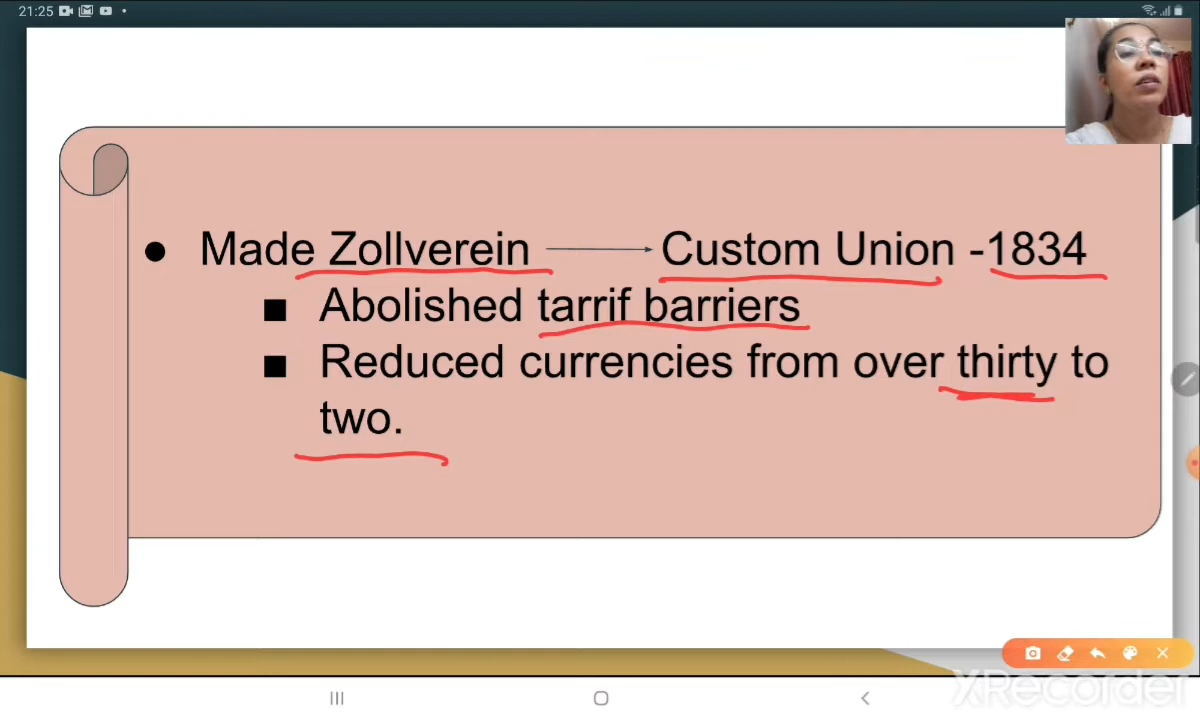 21:25
● Made Zollverein → Custom Union -1834
■ Abolished tarrif barriers
■ Reduced currencies from over thirty to
two.
XRecorder